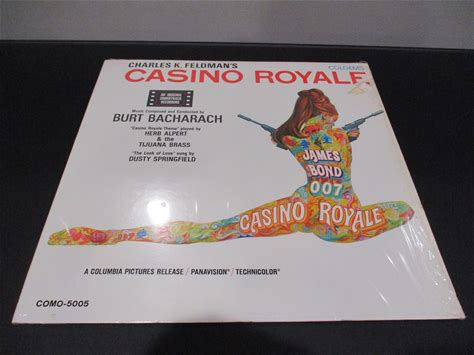 CHARLES K. FELDMAN'S
COLGEMS
CASINO ROYALE
AN ORIGINAL
SOUNDTRACK
RECORDING
Music Composed and Conducted by
BURT BACHARACH
"Casino Royale Theme" played by
HERB ALPERT
& the
TIJUANA BRASS
"The Look of Love" sung by
DUSTY SPRINGFIELD
JAMES
BOND
007
CASINO ROYALE
007
A COLUMBIA PICTURES RELEASE / PANAVISION / TECHNICOLOR
COMO-5005